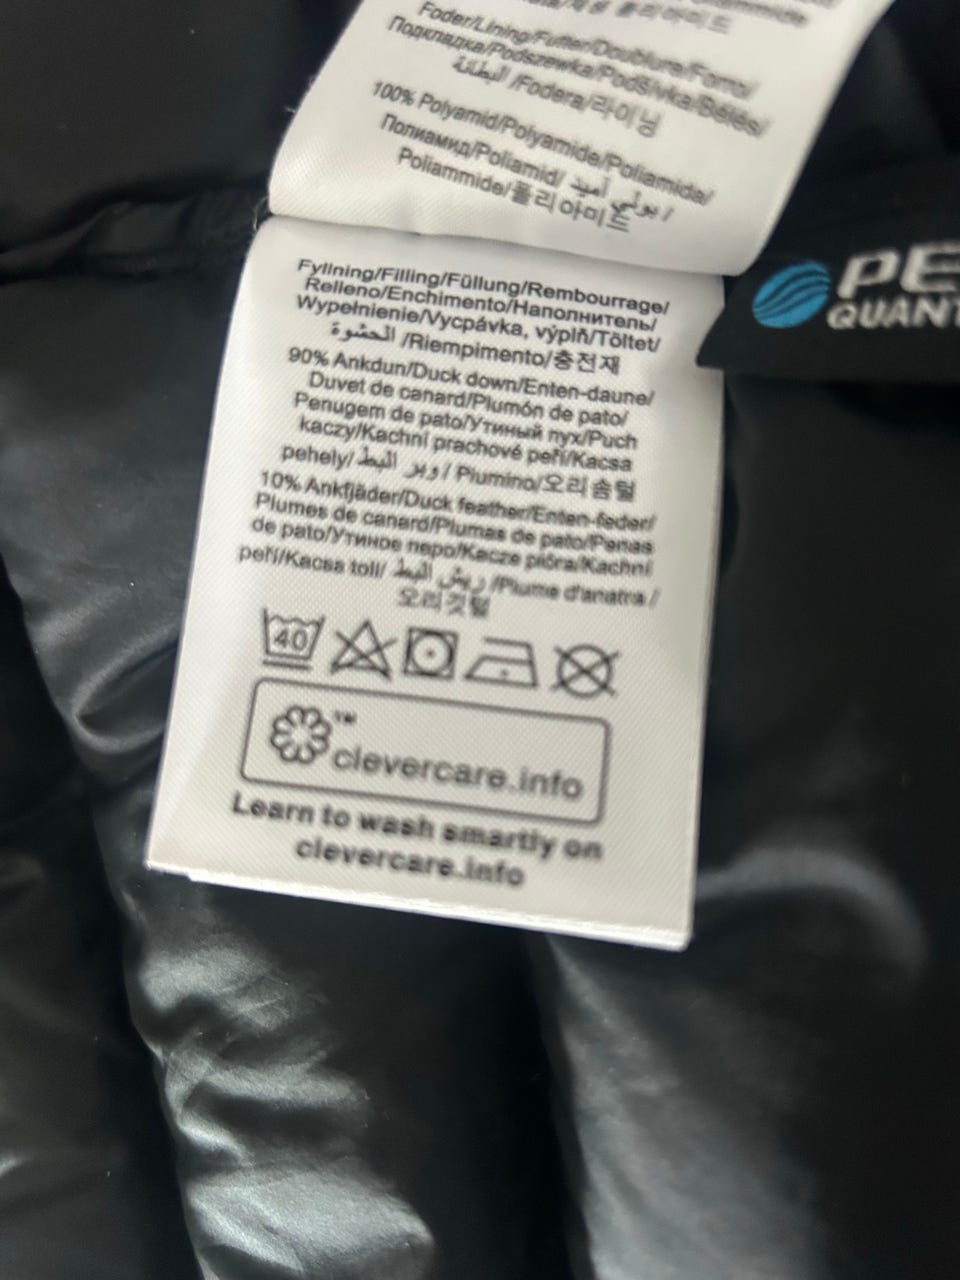 Foder/Lining/Futter/Doublure/Forro/
Подкладка/Podszewka/Podšívka/Bélés/
البطانة /Fodera/라이닝
100% Polyamid/Polyamide/Poliamida/
Полиамид/Poliamid/ بولي أميد /
Poliammide/폴리아미드
Fyllning/Filling/Füllung/Rembourrage/
Relleno/Enchimento/Наполнитель/
Wypełnienie/Vycpávka, výplň/Töltet/
الحشوة /Riempimento/충전재
90% Ankdun/Duck down/Enten-daune/
Duvet de canard/Plumón de pato/
Penugem de pato/Утиный пух/Puch
kaczy/Kachní prachové peří/Kacsa
pehely/ وبر البط / Piumino/오리솜털
10% Ankfjäder/Duck feather/Enten-feder/
Plumes de canard/Plumas de pato/Penas
de pato/Утиное перо/Kacze pióra/Kachní
peří/Kacsa toll/ ريش البط /Piume d'anatra /
오리깃털
40
™
clevercare.info
Learn to wash smartly on
clevercare.info
PE
QUANT